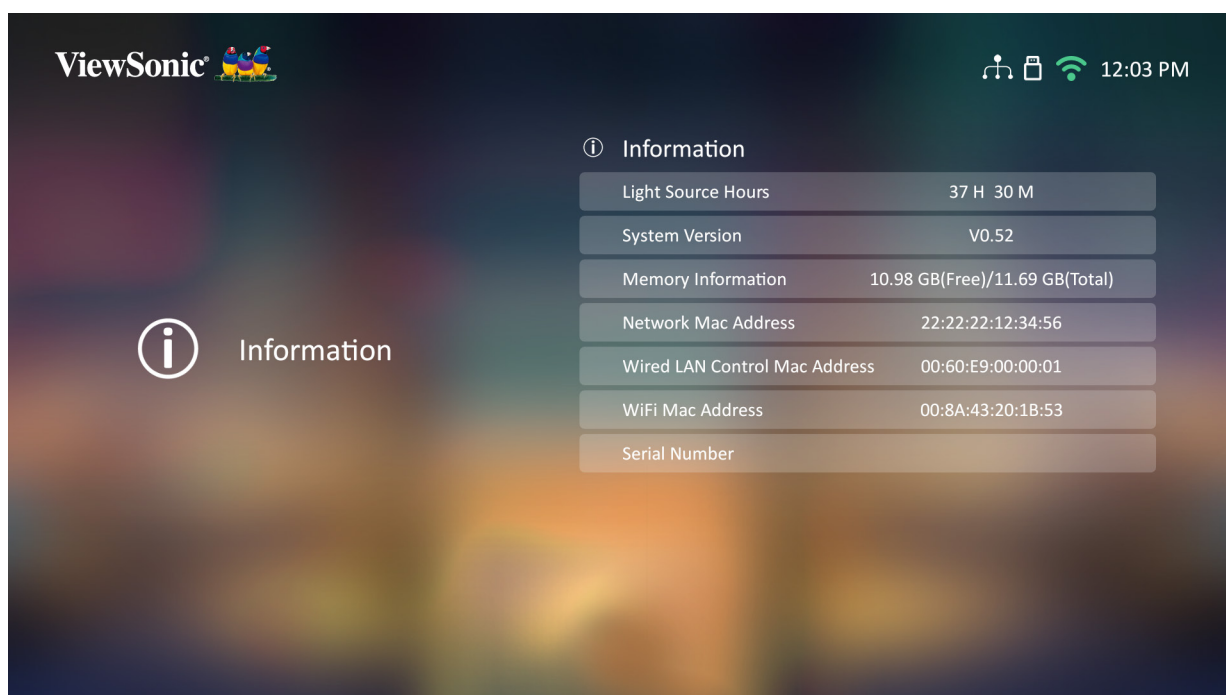 ViewSonic®
12:03 PM
Information
Information
Light Source Hours 37 H 30 M
System Version V0.52
Memory Information 10.98 GB(Free)/11.69 GB(Total)
Network Mac Address 22:22:22:12:34:56
Wired LAN Control Mac Address 00:60:E9:00:00:01
WiFi Mac Address 00:8A:43:20:1B:53
Serial Number